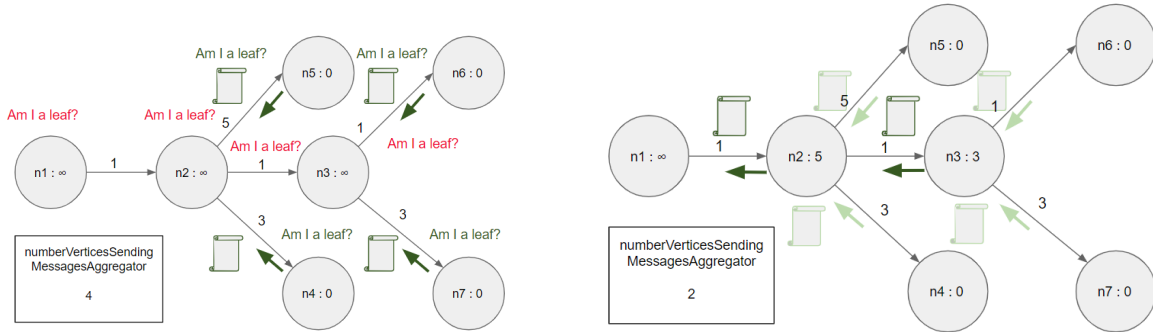 Am I a leaf?
Am I a leaf?
n5 : 0
n6 : 0
Am I a leaf?
Am I a leaf?
5
Am I a leaf?
1
Am I a leaf?
n1 : ∞
1
n2 : ∞
1
n3 : ∞
3
3
Am I a leaf?
Am I a leaf?
numberVerticesSending
MessagesAggregator
4
n4 : 0
n7 : 0
n5 : 0
n6 : 0
5
1
n1 : ∞
1
n2 : 5
1
n3 : 3
3
3
numberVerticesSending
MessagesAggregator
2
n4 : 0
n7 : 0